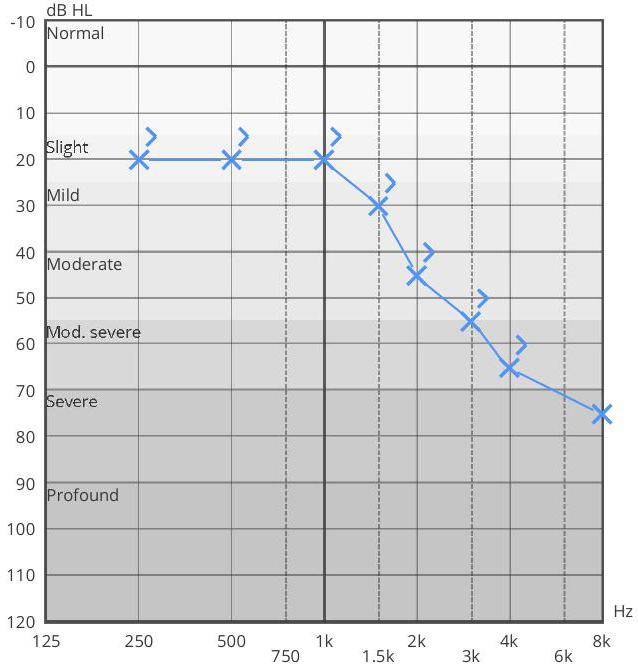 dB HL
-10
Normal
0
10
Slight
20
Mild
30
40
Moderate
50
Mod. severe
60
70
Severe
80
90
Profound
100
110
120
Hz
125 250 500 1k 2k 4k 8k
750 1.5k 3k 6k